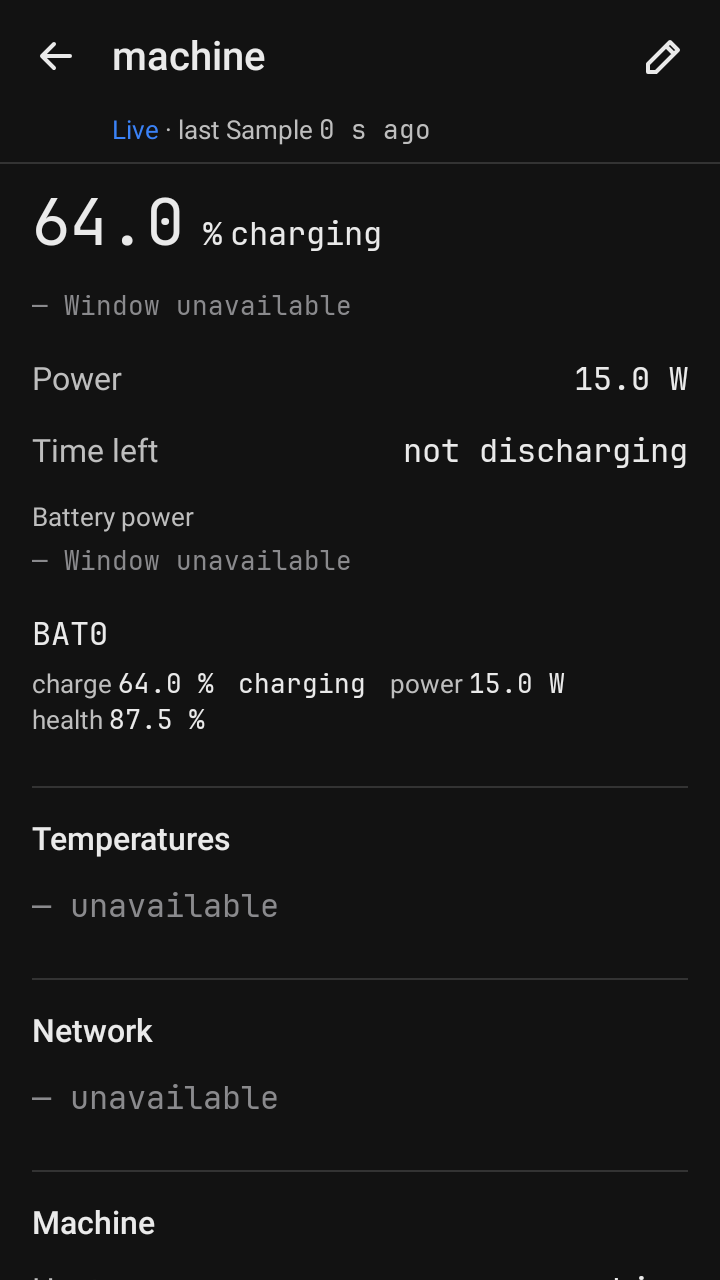 machine
Live · last Sample 0 s ago
64.0 % charging
— Window unavailable
Power 15.0 W
Time left not discharging
Battery power
— Window unavailable
BAT0
charge 64.0 % charging power 15.0 W
health 87.5 %
Temperatures
— unavailable
Network
— unavailable
Machine